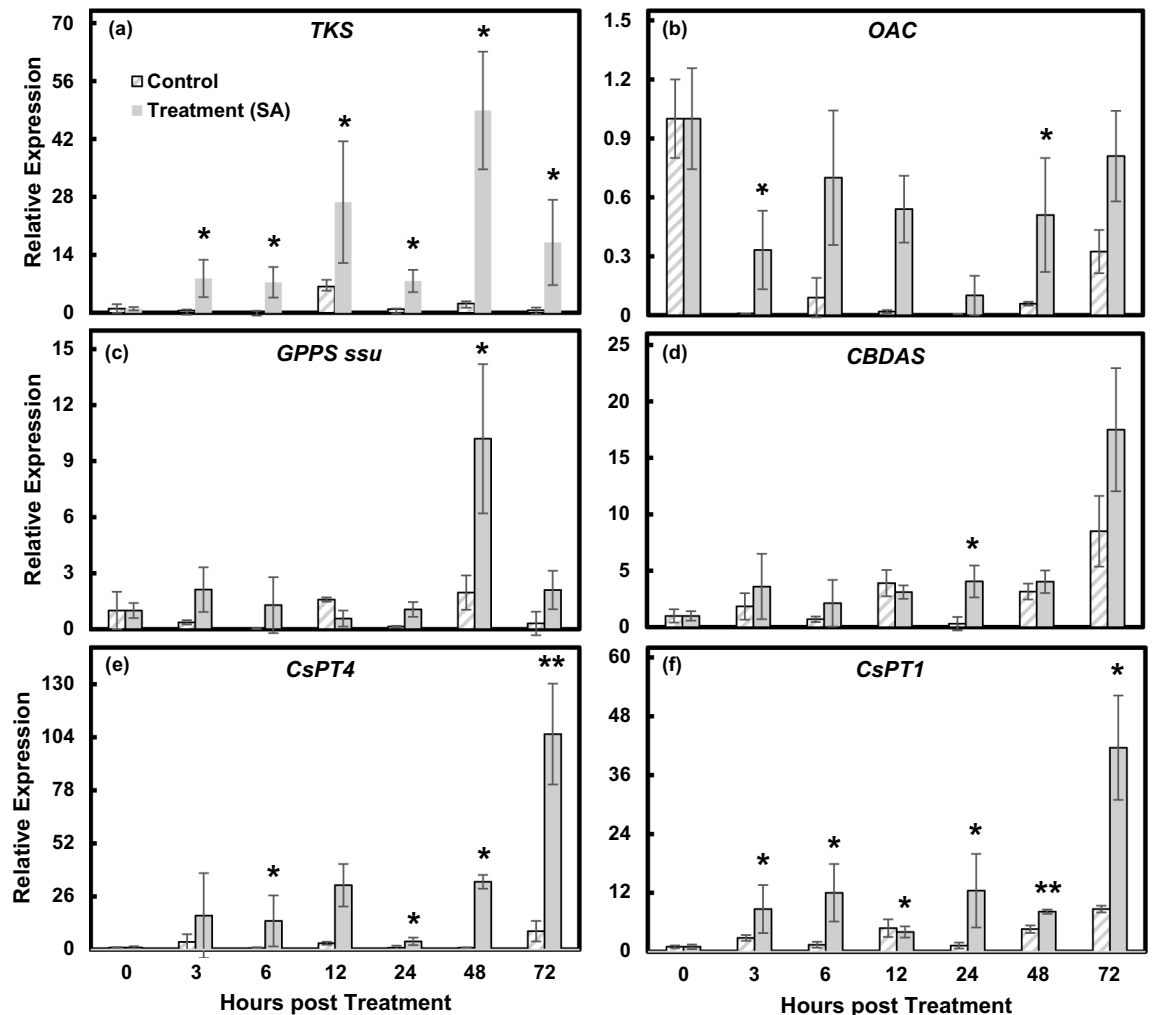 (a) TKS
Control
Treatment (SA)
Relative Expression
70
56
42
28
14
0
* * * * * *
(b) OAC
1.5
1.2
0.9
0.6
0.3
0
* *
(c) GPPS ssu
Relative Expression
15
12
9
6
3
0
*
(d) CBDAS
25
20
15
10
5
0
*
(e) CsPT4
Relative Expression
130
104
78
52
26
0
* * * **
0 3 6 12 24 48 72
Hours post Treatment
(f) CsPT1
60
48
36
24
12
0
* * * * ** *
0 3 6 12 24 48 72
Hours post Treatment